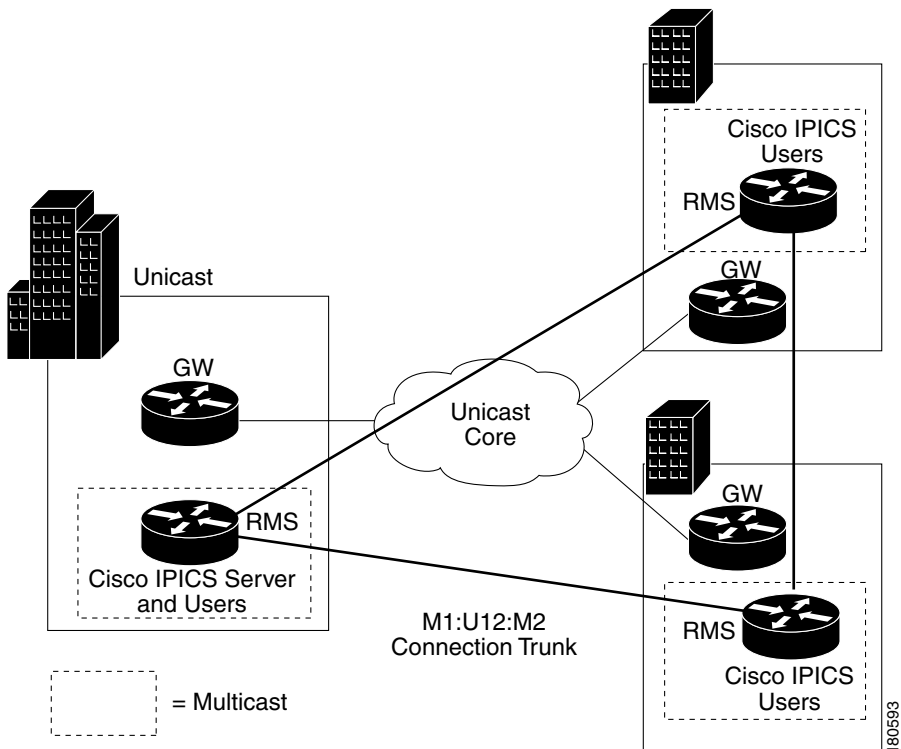 Cisco IPICS
Users
RMS
GW
Unicast
GW
Unicast
Core
GW
RMS
Cisco IPICS Server
and Users
M1:U12:M2
Connection Trunk
RMS
Cisco IPICS
Users
= Multicast
180593